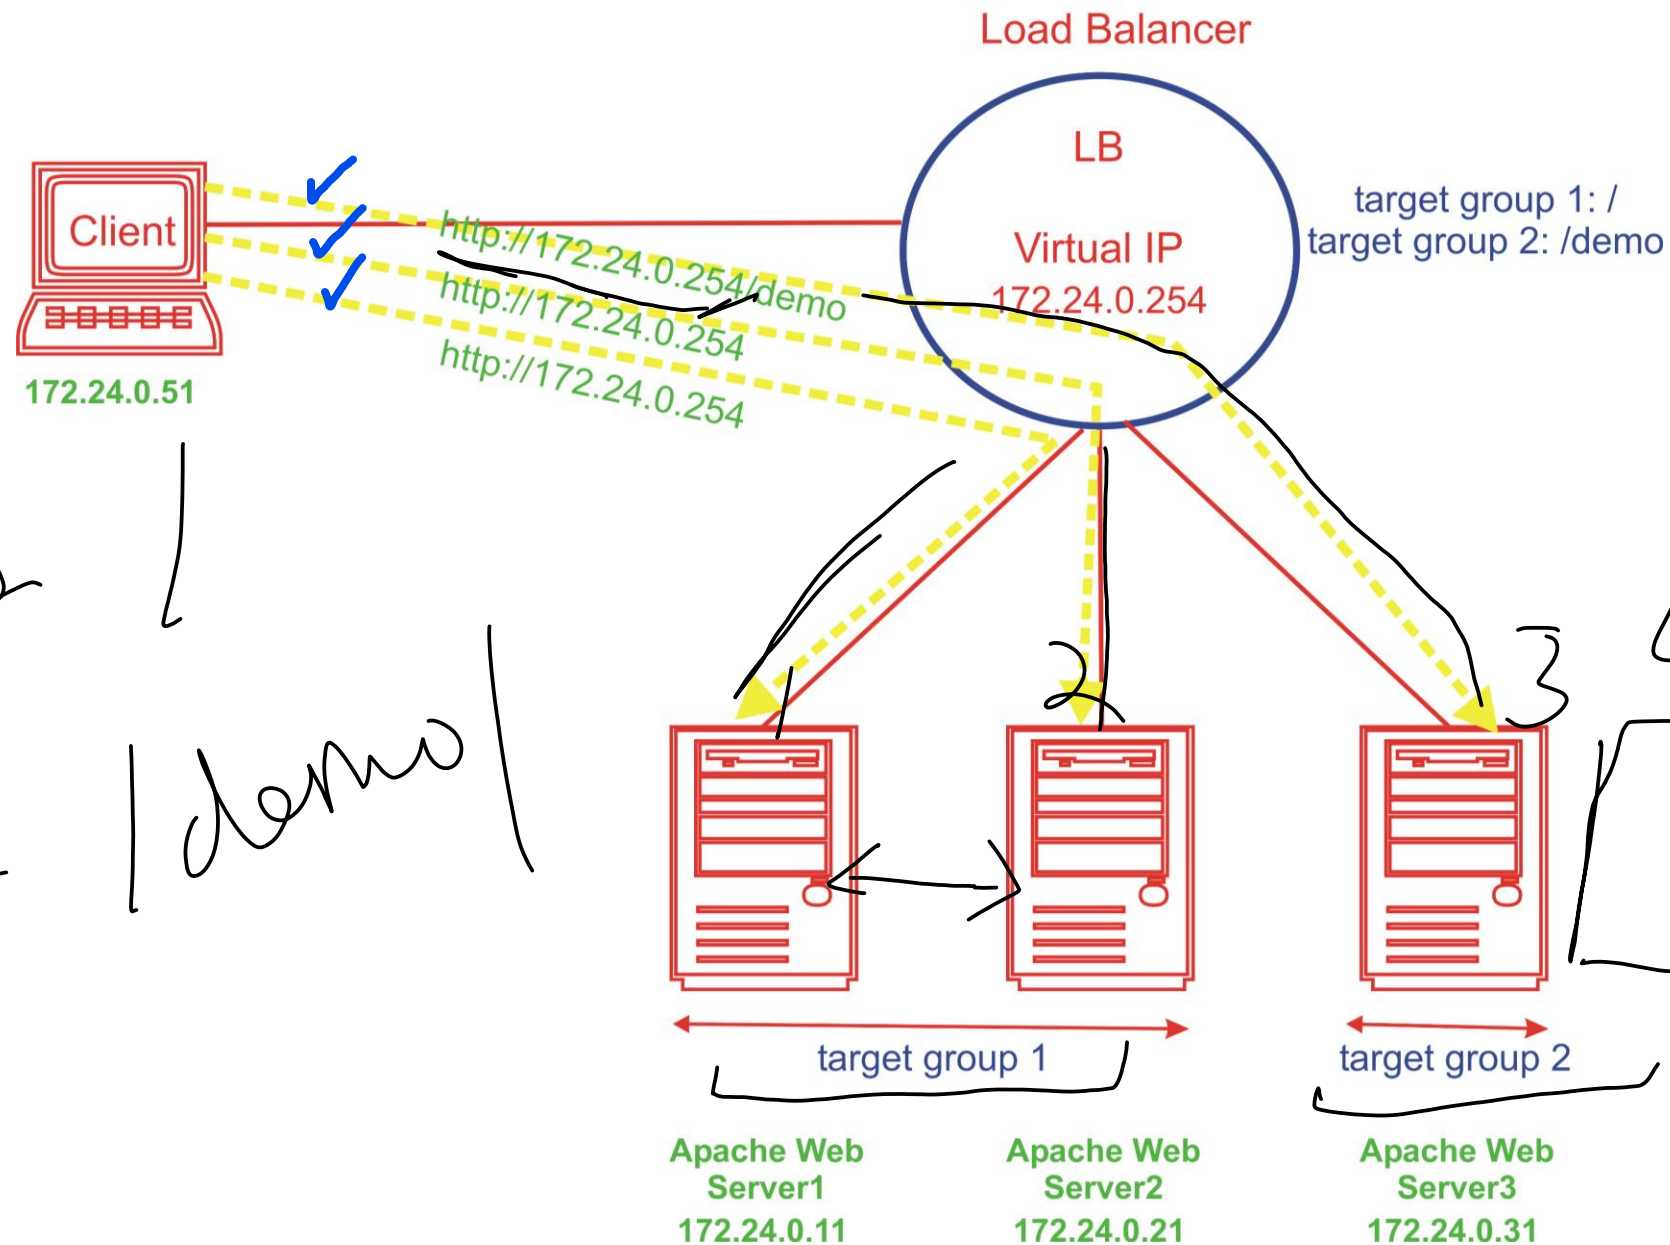 Load Balancer
LB
Virtual IP
172.24.0.254
target group 1: /
target group 2: /demo
Client
172.24.0.51
http://172.24.0.254/demo
http://172.24.0.254
http://172.24.0.254
/demo/
1
2
3
target group 1
target group 2
Apache Web
Server1
172.24.0.11
Apache Web
Server2
172.24.0.21
Apache Web
Server3
172.24.0.31